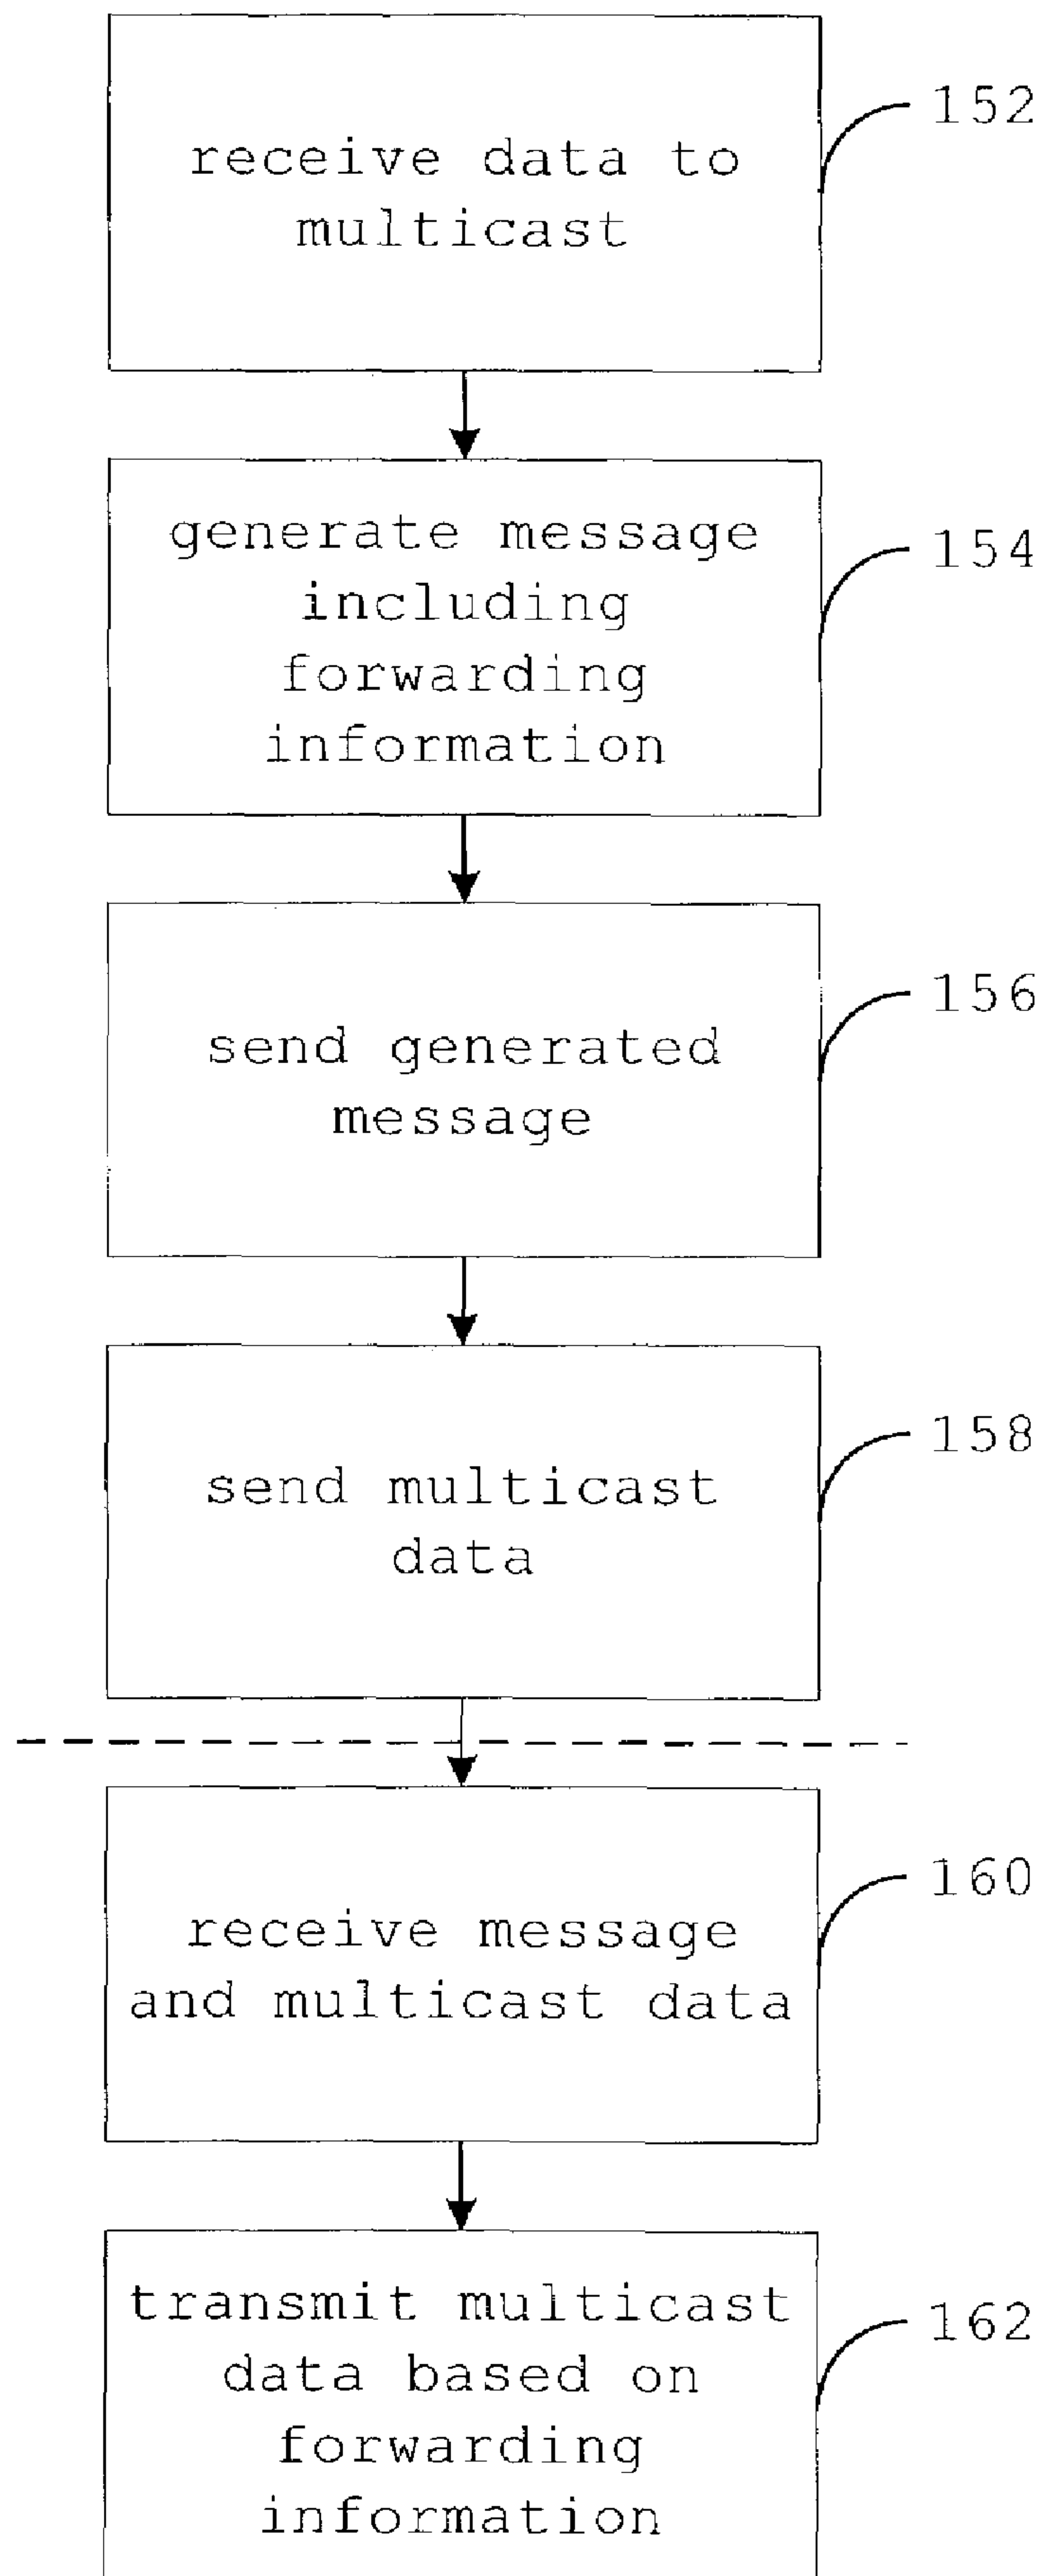 receive data to
multicast
152
generate message
including
forwarding
information
154
send generated
message
156
send multicast
data
158
receive message
and multicast data
160
transmit multicast
data based on
forwarding
information
162